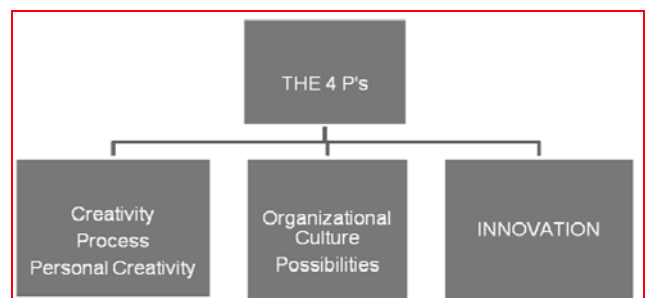 THE 4 P's
Creativity
Process
Personal Creativity
Organizational
Culture
Possibilities
INNOVATION